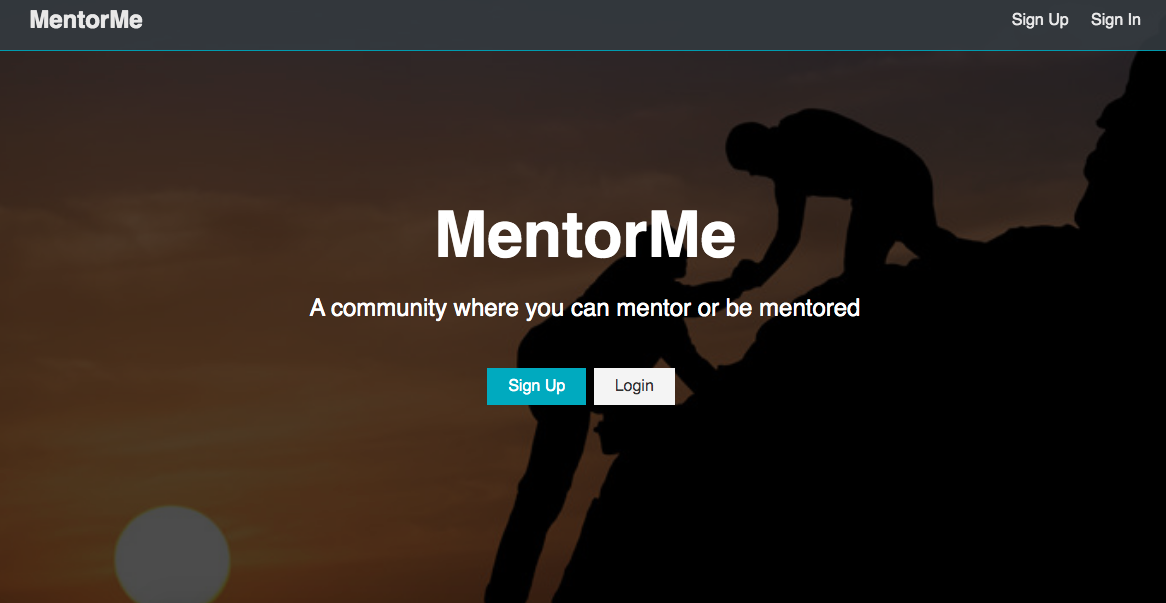 MentorMe
Sign Up Sign In
MentorMe
A community where you can mentor or be mentored
Sign Up Login